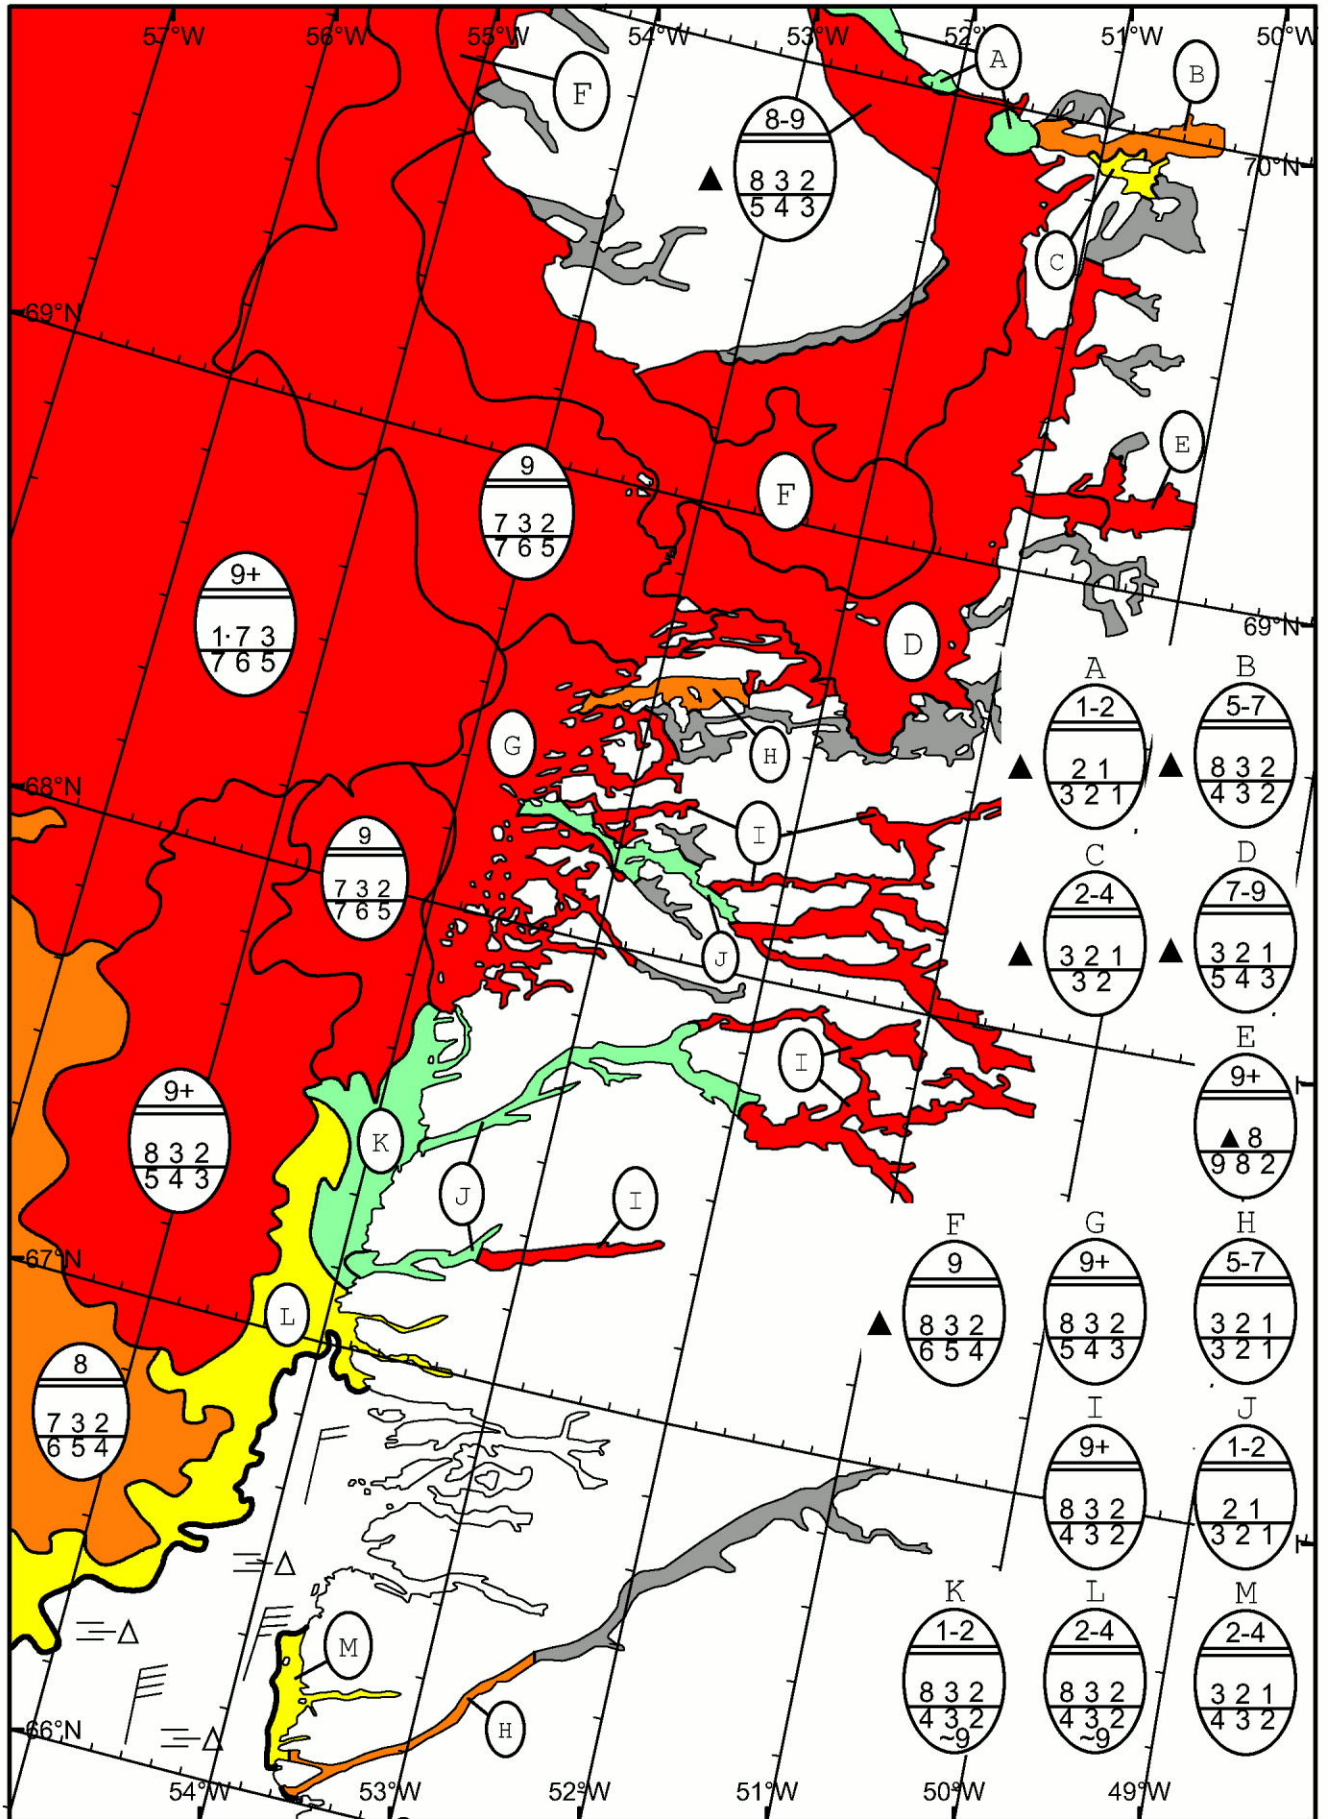 57°W 56°W 55°W 54°W 53°W 52°W 51°W 50°W
A
B
F
8-9
8 3 2
5 4 3
70°N
C
69°N
E
9
7 3 2
7 6 5
F
9+
1· 7 3
7 6 5
69°N
D
G
H
68°N
I
9
7 3 2
7 6 5
J
I
9+
8 3 2
5 4 3
K
J
I
67°N
L
8
7 3 2
6 5 4
M
H
66°N
54°W 53°W 52°W 51°W 50°W 49°W
A
1-2
2 1
3 2 1
B
5-7
8 3 2
4 3 2
C
2-4
3 2 1
3 2
D
7-9
3 2 1
5 4 3
E
9+
▲ 8
9 8 2
F
9
8 3 2
6 5 4
G
9+
8 3 2
5 4 3
H
5-7
3 2 1
3 2 1
I
9+
8 3 2
4 3 2
J
1-2
2 1
3 2 1
K
1-2
8 3 2
4 3 2
~9
L
2-4
8 3 2
4 3 2
~9
M
2-4
3 2 1
4 3 2